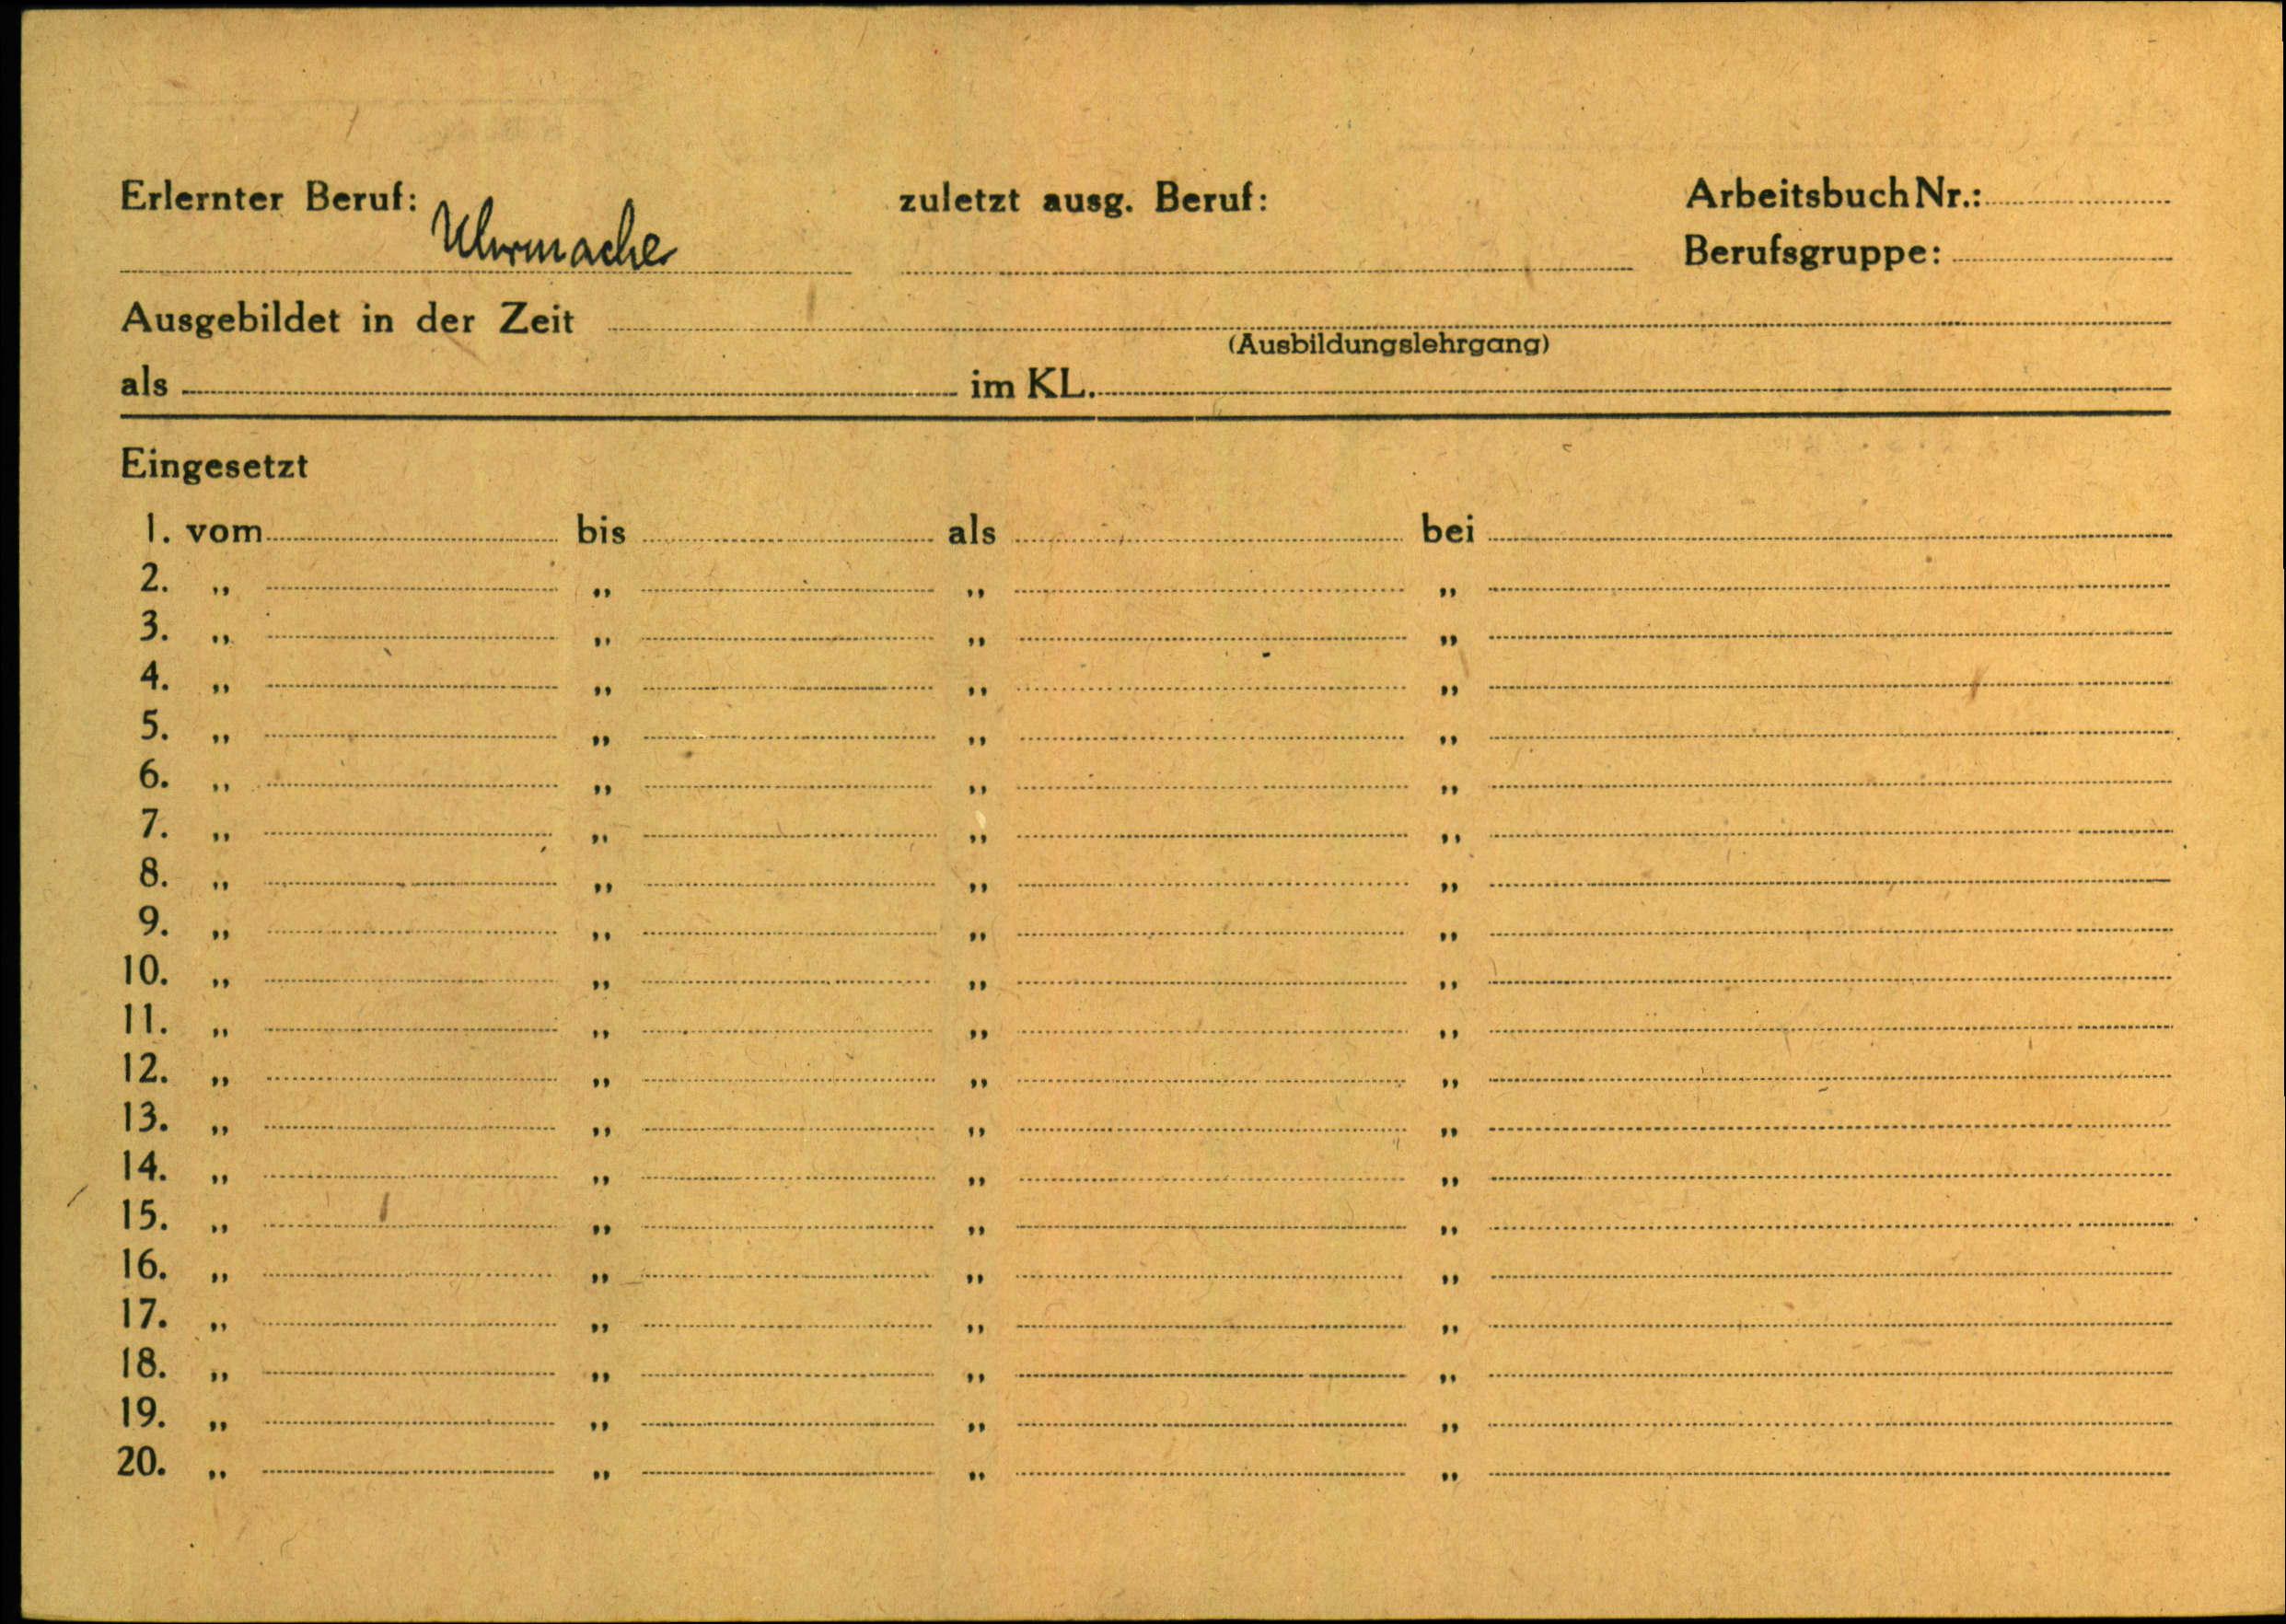 Erlernter Beruf: Uhrmacher zuletzt ausg. Beruf: Arbeitsbuch Nr.:
Berufsgruppe:
Ausgebildet in der Zeit
(Ausbildungslehrgang)
als im KL.
Eingesetzt
1. vom bis als bei
2. „ „ „ „
3. „ „ „ „
4. „ „ „ „
5. „ „ „ „
6. „ „ „ „
7. „ „ „ „
8. „ „ „ „
9. „ „ „ „
10. „ „ „ „
11. „ „ „ „
12. „ „ „ „
13. „ „ „ „
14. „ „ „ „
15. „ „ „ „
16. „ „ „ „
17. „ „ „ „
18. „ „ „ „
19. „ „ „ „
20. „ „ „ „